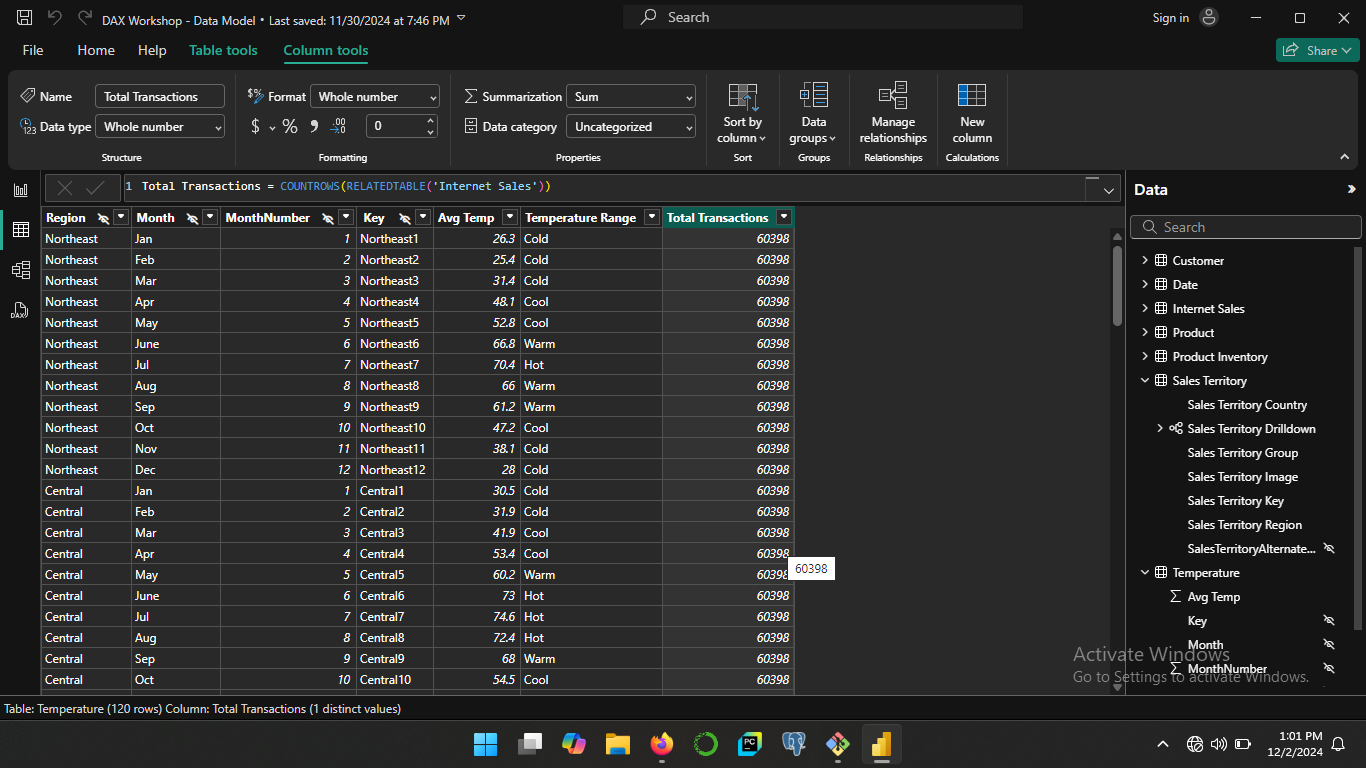 DAX Workshop - Data Model • Last saved: 11/30/2024 at 7:46 PM
Search
Sign in
File Home Help Table tools Column tools
Share
Name Total Transactions
Data type Whole number
Structure
Format Whole number
$ % 9 .00 0
Formatting
Summarization Sum
Data category Uncategorized
Properties
Sort by column
Sort
Data groups
Groups
Manage relationships
Relationships
New column
Calculations
1 Total Transactions = COUNTROWS(RELATEDTABLE('Internet Sales'))
Region Month MonthNumber Key Avg Temp Temperature Range Total Transactions
Northeast Jan 1 Northeast1 26.3 Cold 60398
Northeast Feb 2 Northeast2 25.4 Cold 60398
Northeast Mar 3 Northeast3 31.4 Cold 60398
Northeast Apr 4 Northeast4 48.1 Cool 60398
Northeast May 5 Northeast5 52.8 Cool 60398
Northeast June 6 Northeast6 66.8 Warm 60398
Northeast Jul 7 Northeast7 70.4 Hot 60398
Northeast Aug 8 Northeast8 66 Warm 60398
Northeast Sep 9 Northeast9 61.2 Warm 60398
Northeast Oct 10 Northeast10 47.2 Cool 60398
Northeast Nov 11 Northeast11 38.1 Cold 60398
Northeast Dec 12 Northeast12 28 Cold 60398
Central Jan 1 Central1 30.5 Cold 60398
Central Feb 2 Central2 31.9 Cold 60398
Central Mar 3 Central3 41.9 Cool 60398
Central Apr 4 Central4 53.4 Cool 60398
Central May 5 Central5 60.2 Warm 60398
Central June 6 Central6 73 Hot 60398
Central Jul 7 Central7 74.6 Hot 60398
Central Aug 8 Central8 72.4 Hot 60398
Central Sep 9 Central9 68 Warm 60398
Central Oct 10 Central10 54.5 Cool 60398
60398
Data
Search
Customer
Date
Internet Sales
Product
Product Inventory
Sales Territory
Sales Territory Country
Sales Territory Drilldown
Sales Territory Group
Sales Territory Image
Sales Territory Key
Sales Territory Region
SalesTerritoryAlternate...
Temperature
Avg Temp
Key
Month
MonthNumber
Activate Windows
Go to Settings to activate Windows.
Table: Temperature (120 rows) Column: Total Transactions (1 distinct values)
1:01 PM
12/2/2024